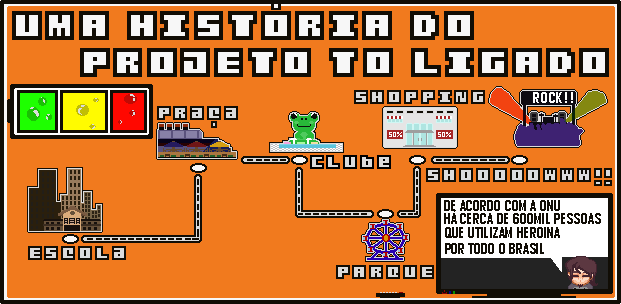 UMA HISTÓRIA DO
PROJETO TO LIGADO
PRAÇA
SHOPPING
ROCK!!
50%
50%
CLUBE
SHOOOOOWWW!!
ESCOLA
PARQUE
DE ACORDO COM A ONU
HÁ CERCA DE 600MIL PESSOAS
QUE UTILIZAM HEROINA
POR TODO O BRASIL